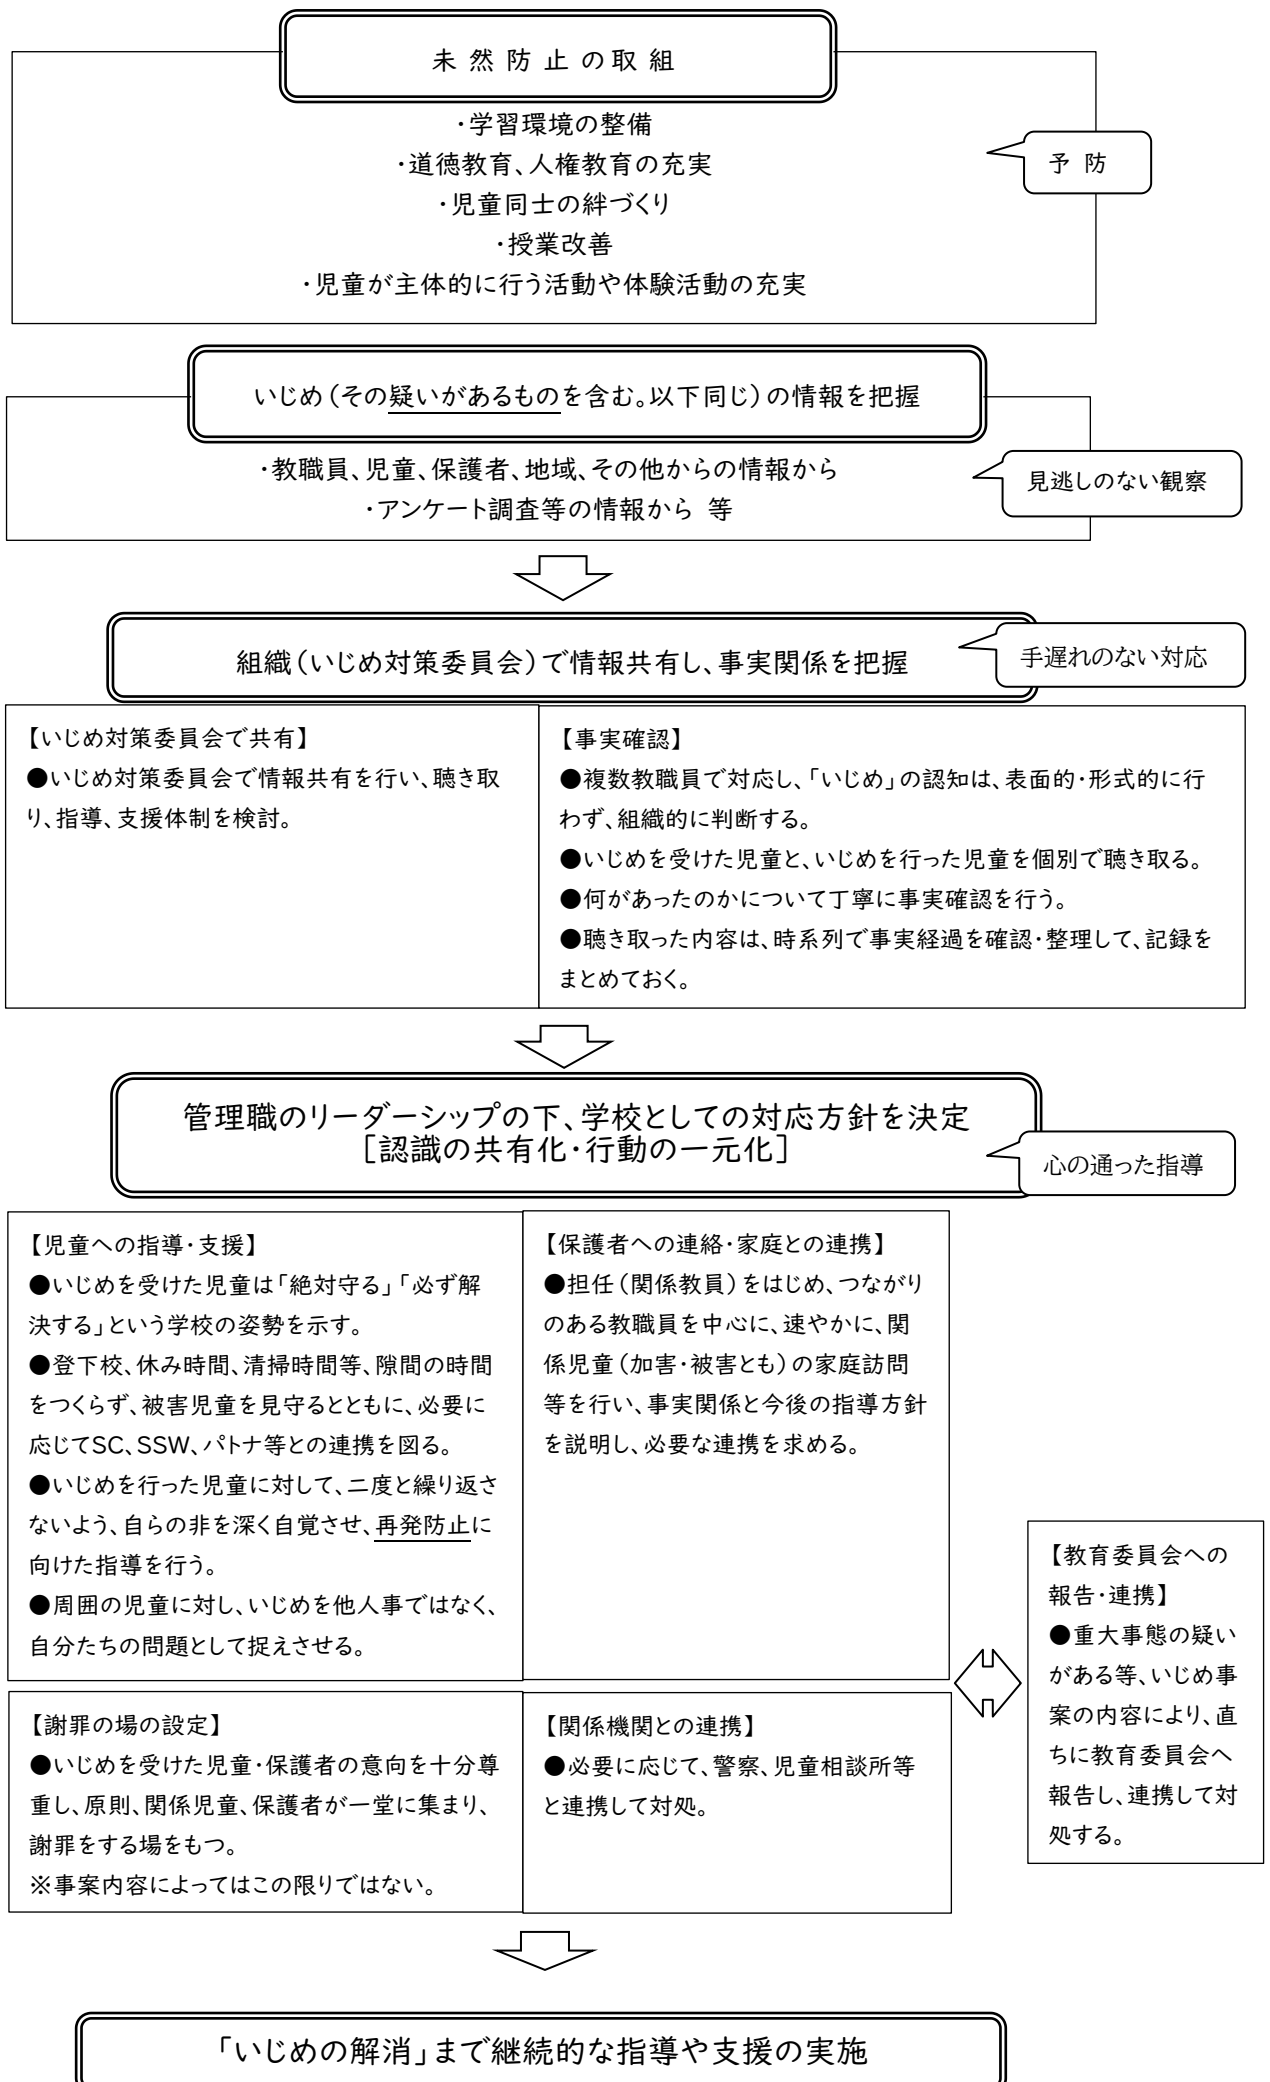 未然防止の取組
・学習環境の整備
・道徳教育、人権教育の充実
・児童同士の絆づくり
・授業改善
・児童が主体的に行う活動や体験活動の充実
予防
いじめ（その疑いがあるものを含む。以下同じ）の情報を把握
・教職員、児童、保護者、地域、その他からの情報から
・アンケート調査等の情報から 等
見逃しのない観察
組織（いじめ対策委員会）で情報共有し、事実関係を把握
手遅れのない対応
【いじめ対策委員会で共有】
●いじめ対策委員会で情報共有を行い、聴き取
り、指導、支援体制を検討。
【事実確認】
●複数教職員で対応し、「いじめ」の認知は、表面的・形式的に行
わず、組織的に判断する。
●いじめを受けた児童と、いじめを行った児童を個別で聴き取る。
●何があったのかについて丁寧に事実確認を行う。
●聴き取った内容は、時系列で事実経過を確認・整理して、記録を
まとめておく。
管理職のリーダーシップの下、学校としての対応方針を決定
［認識の共有化・行動の一元化］
心の通った指導
【児童への指導・支援】
●いじめを受けた児童は「絶対守る」「必ず解
決する」という学校の姿勢を示す。
●登下校、休み時間、清掃時間等、隙間の時間
をつくらず、被害児童を見守るとともに、必要に
応じてSC、SSW、パトナ等との連携を図る。
●いじめを行った児童に対して、二度と繰り返さ
ないよう、自らの非を深く自覚させ、再発防止に
向けた指導を行う。
●周囲の児童に対し、いじめを他人事ではなく、
自分たちの問題として捉えさせる。
【保護者への連絡・家庭との連携】
●担任（関係教員）をはじめ、つながり
のある教職員を中心に、速やかに、関
係児童（加害・被害とも）の家庭訪問
等を行い、事実関係と今後の指導方針
を説明し、必要な連携を求める。
【教育委員会への
報告・連携】
●重大事態の疑い
がある等、いじめ事
案の内容により、直
ちに教育委員会へ
報告し、連携して対
処する。
【謝罪の場の設定】
●いじめを受けた児童・保護者の意向を十分尊
重し、原則、関係児童、保護者が一堂に集まり、
謝罪をする場をもつ。
※事案内容によってはこの限りではない。
【関係機関との連携】
●必要に応じて、警察、児童相談所等
と連携して対処。
「いじめの解消」まで継続的な指導や支援の実施